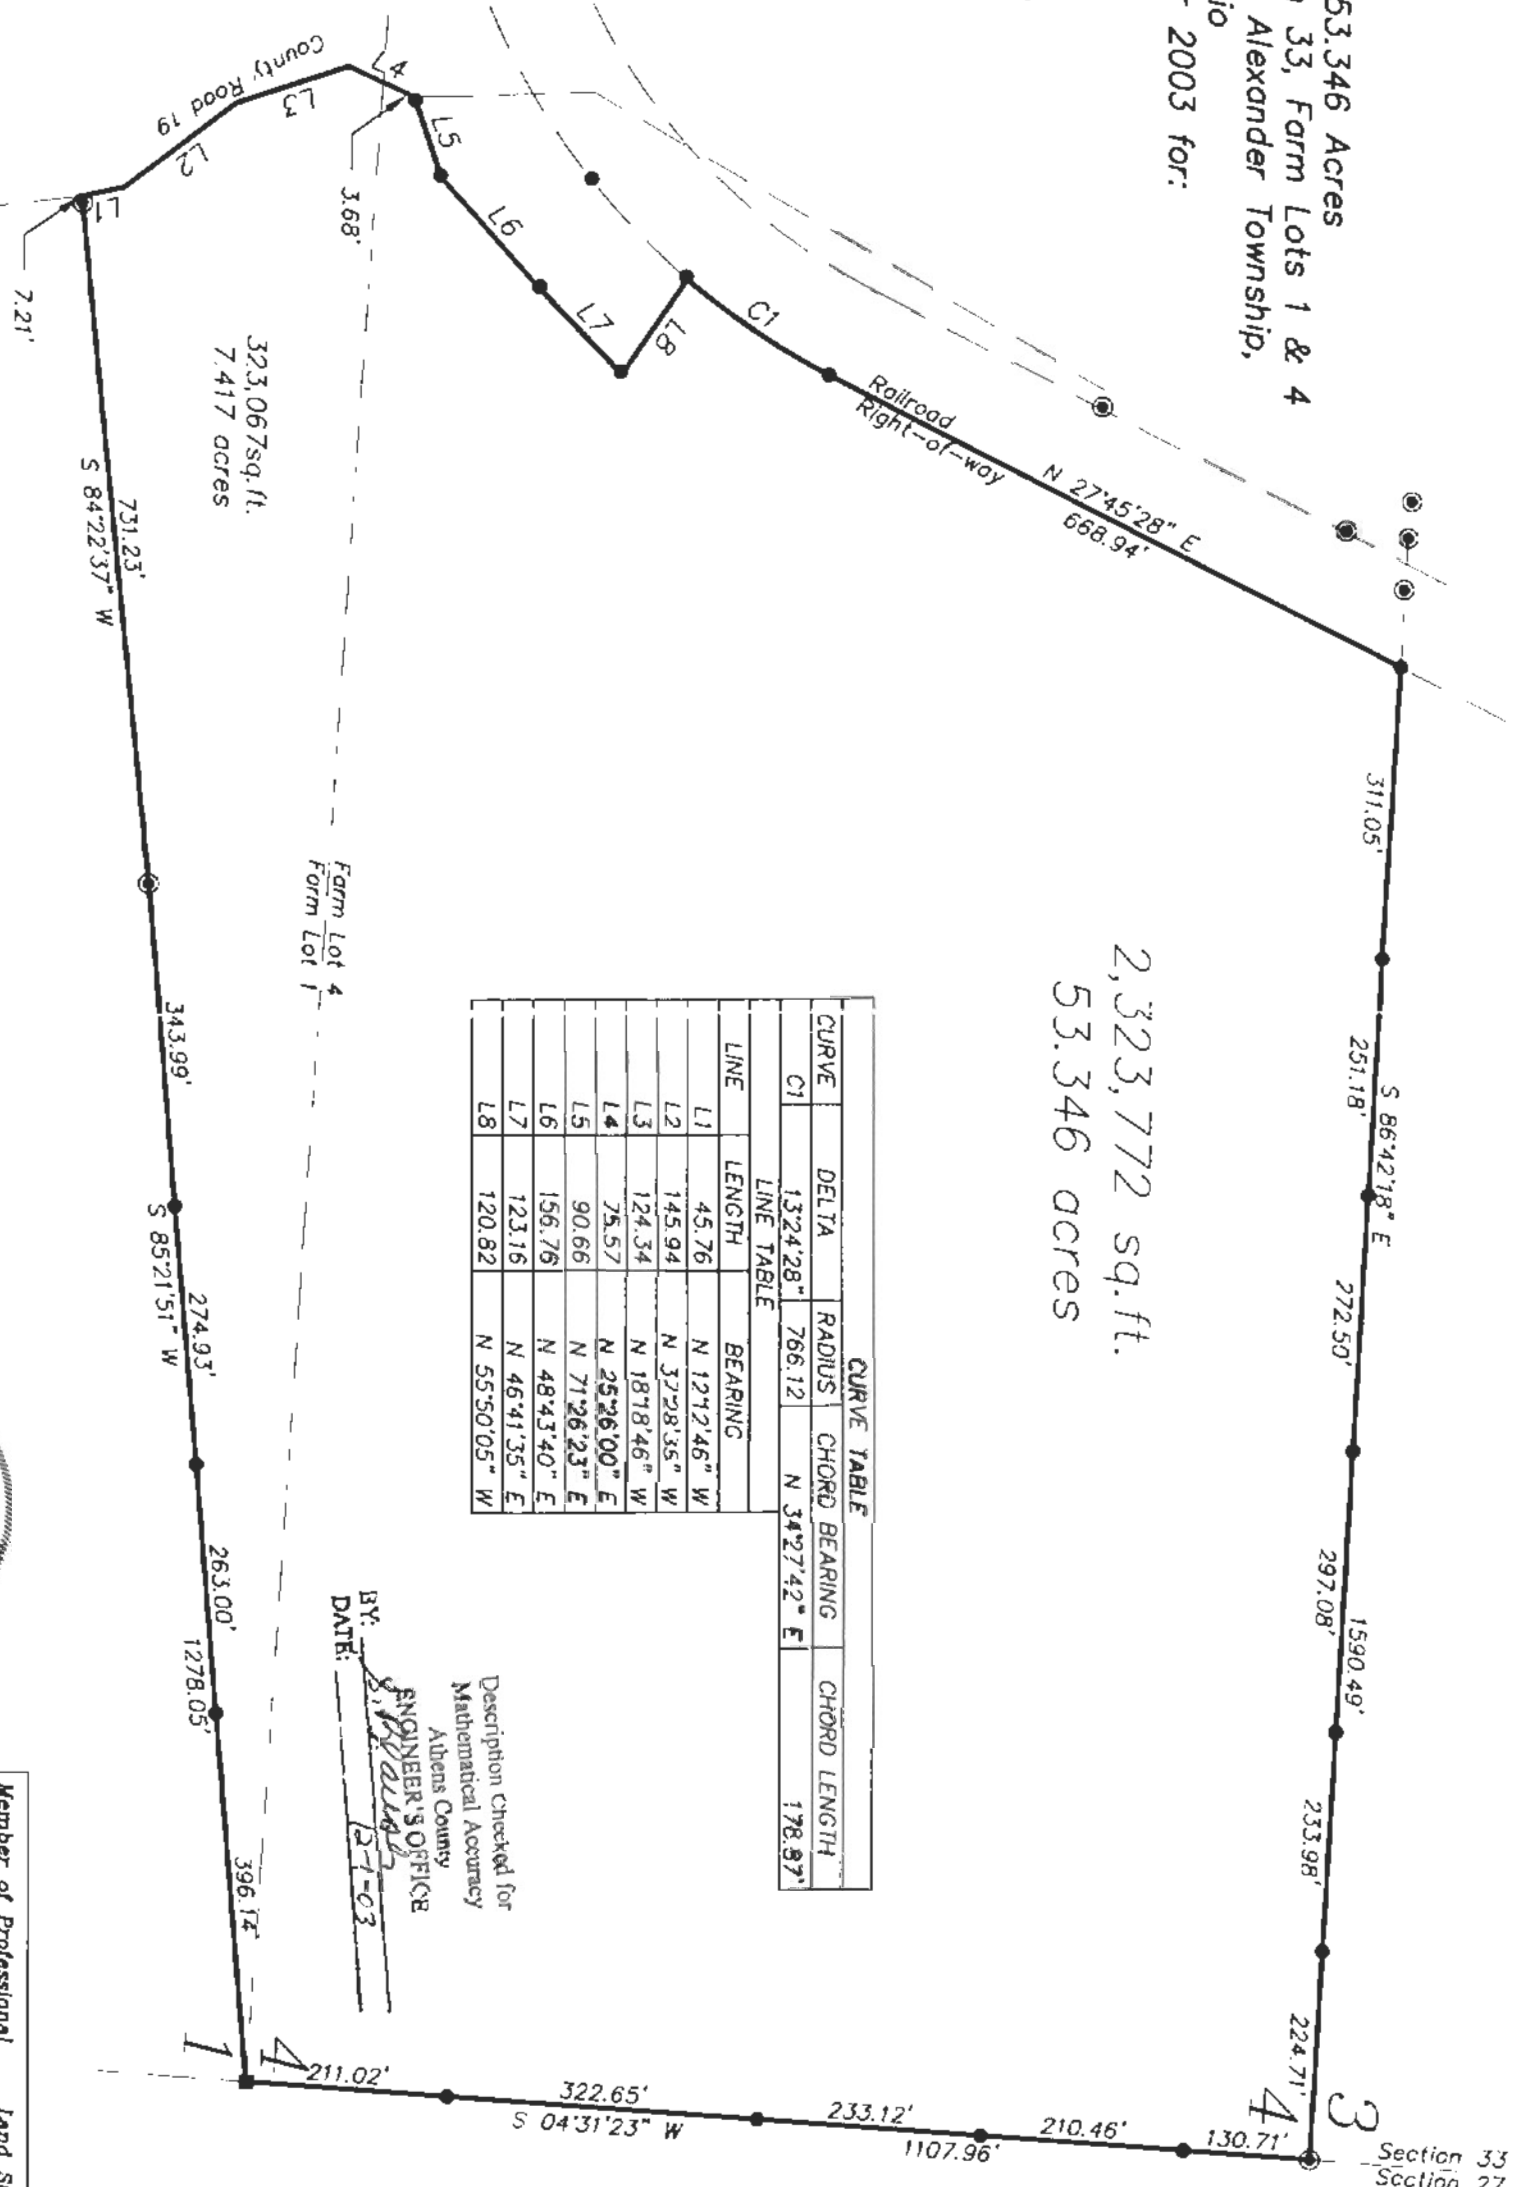 53.346 Acres
33, Farm Lots 1 & 4
Alexander Township,
io
2003 for:
County Road 19
L1
L2
L3
4
L5
L6
L7
L8
C1
3.68'
7.21'
Railroad
Right-of-way
N 27°45'28" E
668.94'
311.05'
251.18'
S 86°42'18" E
272.50'
297.08'
1590.49'
233.98'
224.71'
3
4
Section 33
Section 27
2,323,772 sq.ft.
53.346 acres
CURVE TABLE
CURVE DELTA RADIUS CHORD BEARING CHORD LENGTH
C1 13°24'28" 766.12 N 34°27'42" E 178.87'
LINE TABLE
LINE LENGTH BEARING
L1 45.76 N 12°12'46" W
L2 145.94 N 37°28'35" W
L3 124.34 N 18°18'46" W
L4 75.57 N 25°26'00" E
L5 90.66 N 71°26'23" E
L6 156.76 N 48°43'40" E
L7 123.16 N 46°41'35" E
L8 120.82 N 55°50'05" W
Farm Lot 4
Farm Lot 1
323,067sq.ft.
7.417 acres
731.23'
S 84°22'37" W
343.99'
274.93'
S 85°21'51" W
263.00'
1278.05'
396.14'
Description Checked for
Mathematical Accuracy
Athens County
ENGINEER'S OFFICE
BY:
DATE: 12-1-03
4
1
211.02'
322.65'
S 04°31'23" W
233.12'
1107.96'
210.46'
130.71'
Member of Professional Land